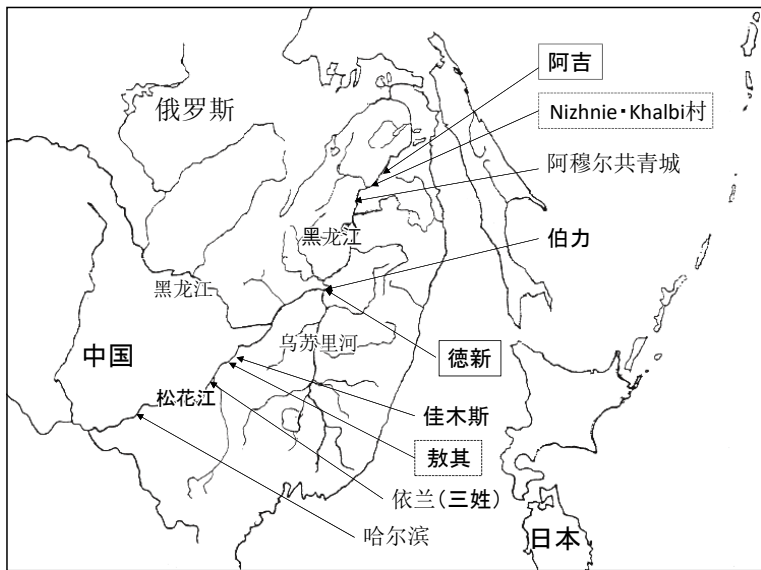 阿吉
俄罗斯
Nizhnie・Khalbi村
阿穆尔共青城
黑龙江
伯力
黑龙江
乌苏里河
中国
德新
松花江
佳木斯
敖其
依兰（三姓）
哈尔滨
日本